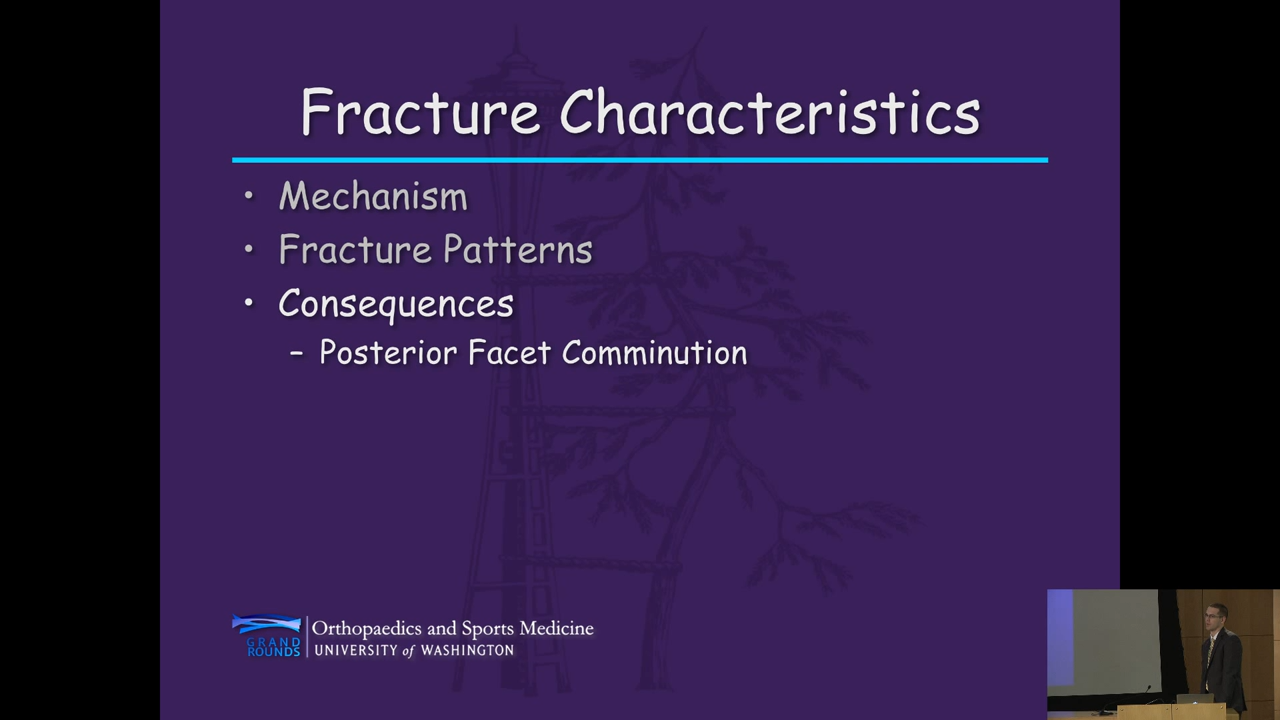 Fracture Characteristics
• Mechanism
• Fracture Patterns
• Consequences
– Posterior Facet Comminution
GRAND
ROUNDS
Orthopaedics and Sports Medicine
UNIVERSITY of WASHINGTON